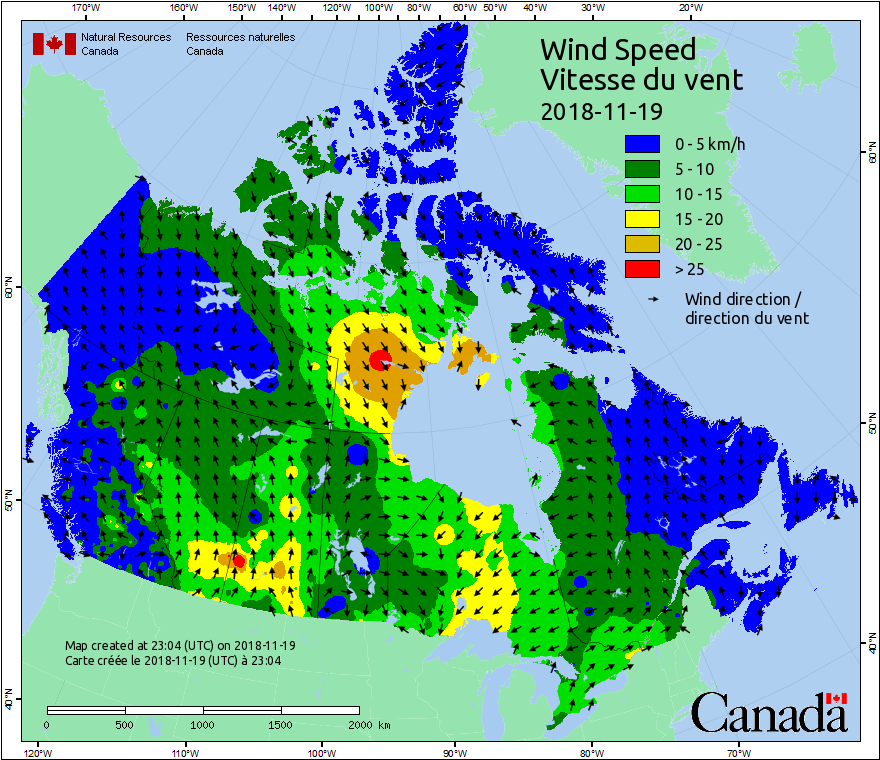 170°W 160°W 150°W 140°W 120°W 110°W 100°W 80°W 60°W 50°W 40°W 30°W 20°W
Natural Resources Ressources naturelles
Canada Canada
Wind Speed
Vitesse du vent
2018-11-19
0 - 5 km/h
5 - 10
10 - 15
15 - 20
20 - 25
> 25
Wind direction /
direction du vent
60°N
60°N
50°N
50°N
40°N
40°N
Map created at 23:04 (UTC) on 2018-11-19
Carte créée le 2018-11-19 (UTC) à 23:04
0 500 1000 1500 2000 km
Canada
120°W 110°W 100°W 90°W 80°W 70°W